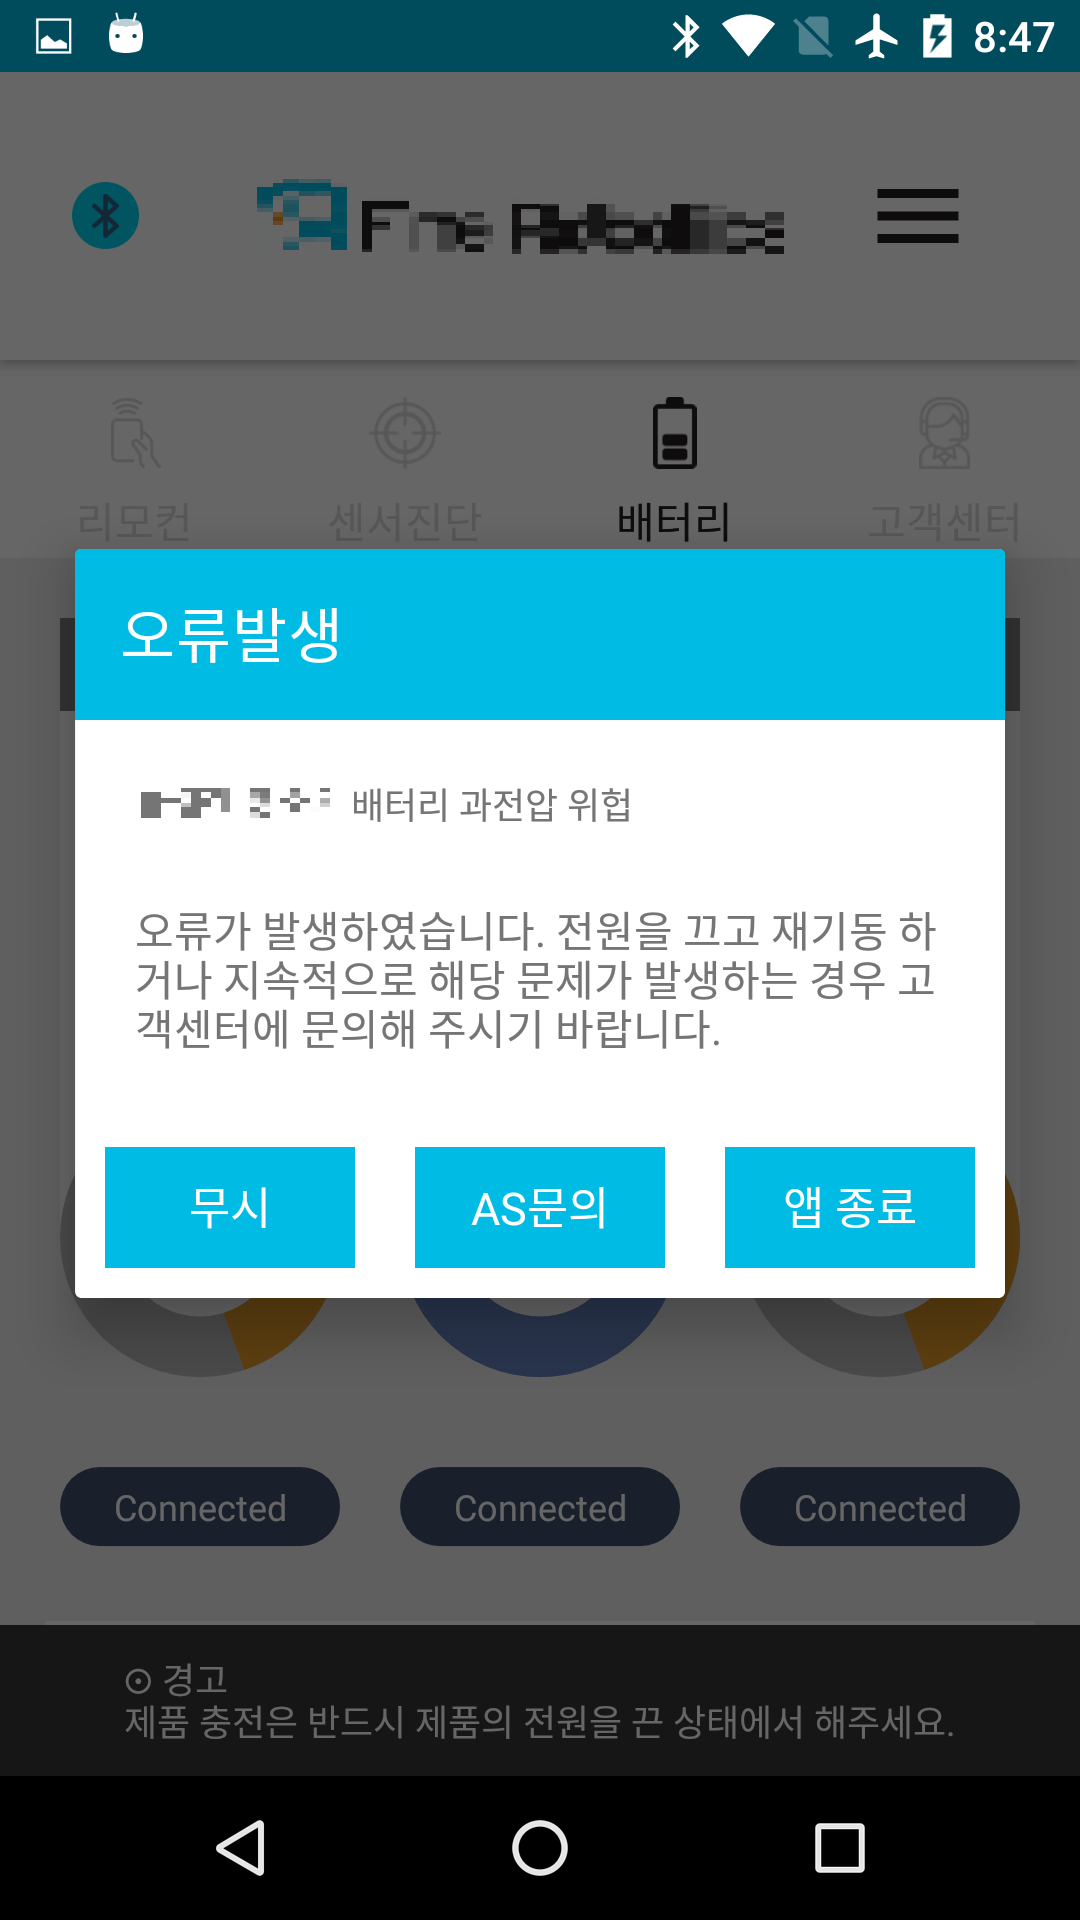 8:47
리모컨
센서진단
배터리
고객센터
오류발생
배터리 과전압 위험
오류가 발생하였습니다. 전원을 끄고 재기동 하
거나 지속적으로 해당 문제가 발생하는 경우 고
객센터에 문의해 주시기 바랍니다.
무시
AS문의
앱 종료
Connected
Connected
Connected
⊙ 경고
제품 충전은 반드시 제품의 전원을 끈 상태에서 해주세요.